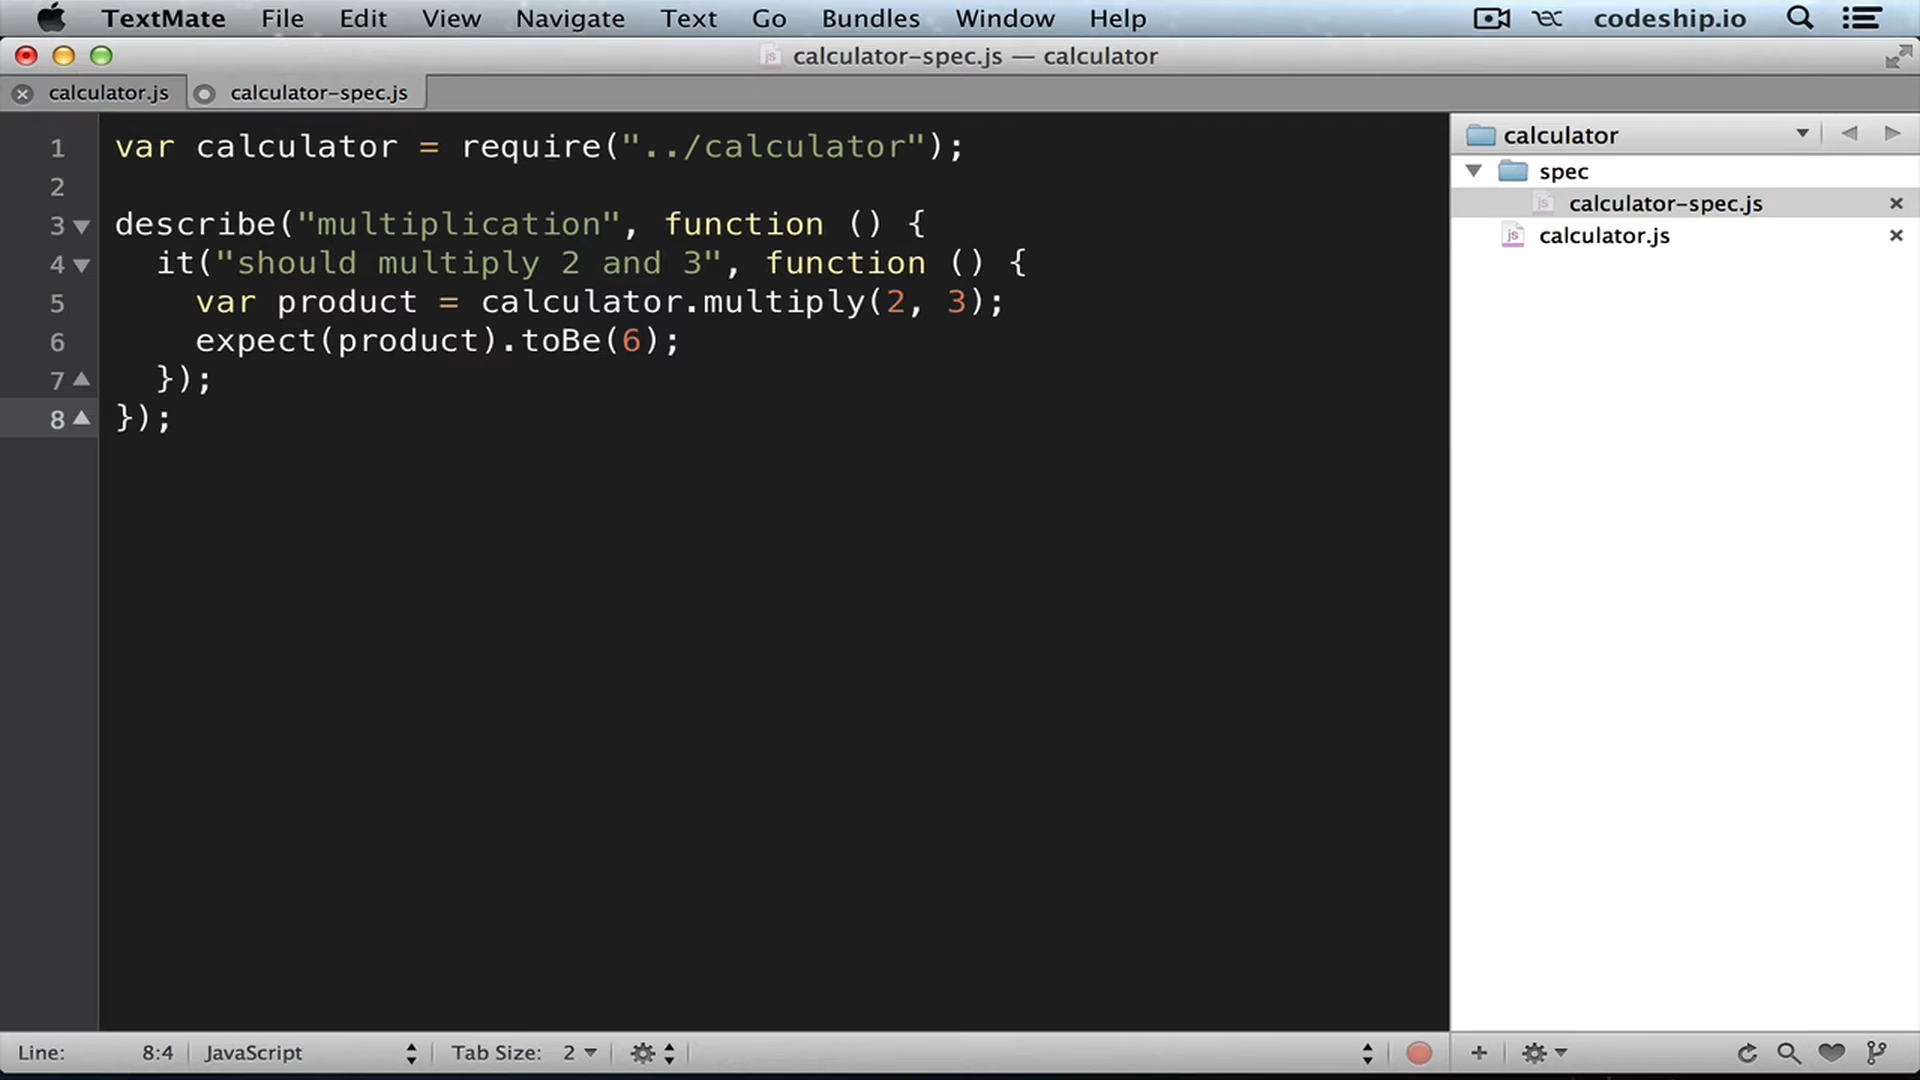 TextMate File Edit View Navigate Text Go Bundles Window Help codeship.io
calculator-spec.js — calculator
calculator.js calculator-spec.js
1 var calculator = require("../calculator");
2
3 describe("multiplication", function () {
4 it("should multiply 2 and 3", function () {
5 var product = calculator.multiply(2, 3);
6 expect(product).toBe(6);
7 });
8 });
calculator
spec
calculator-spec.js
calculator.js
Line: 8:4 JavaScript Tab Size: 2